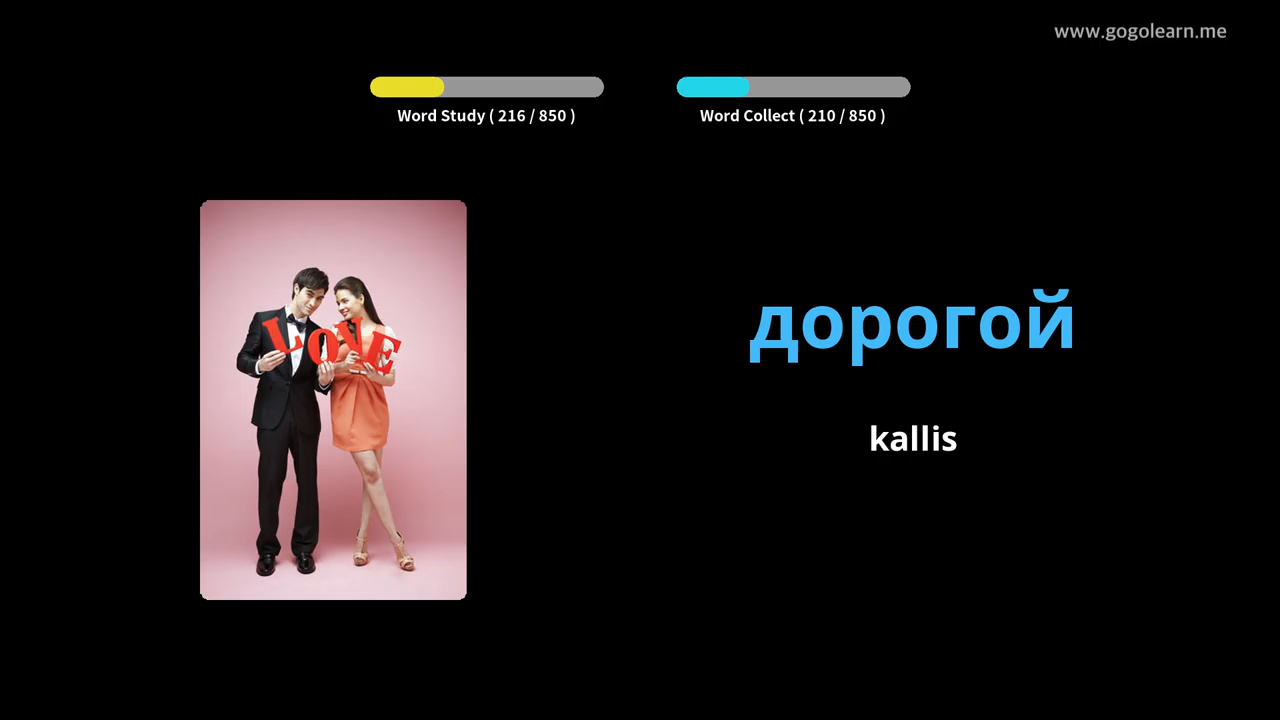 www.gogolearn.me
Word Study ( 216 / 850 )
Word Collect ( 210 / 850 )
LOVE
дорогой
kallis